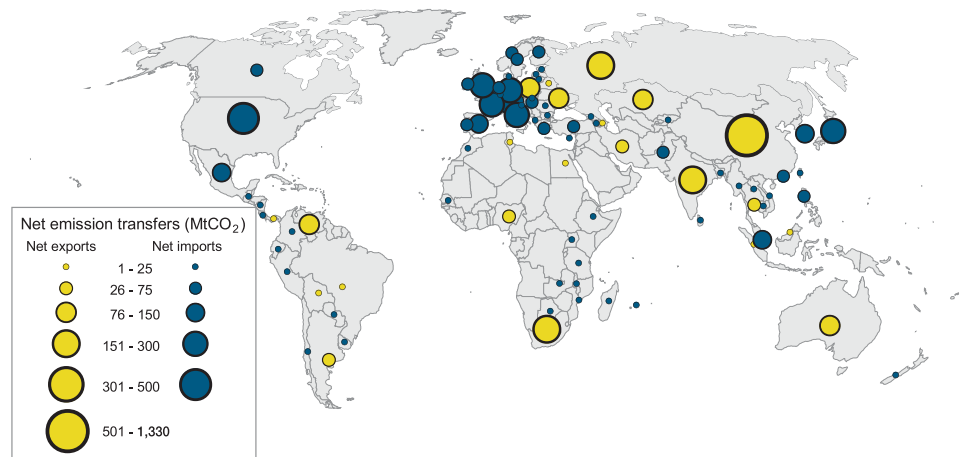 Net emission transfers (MtCO₂)
Net exports Net imports
1 - 25
26 - 75
76 - 150
151 - 300
301 - 500
501 - 1,330